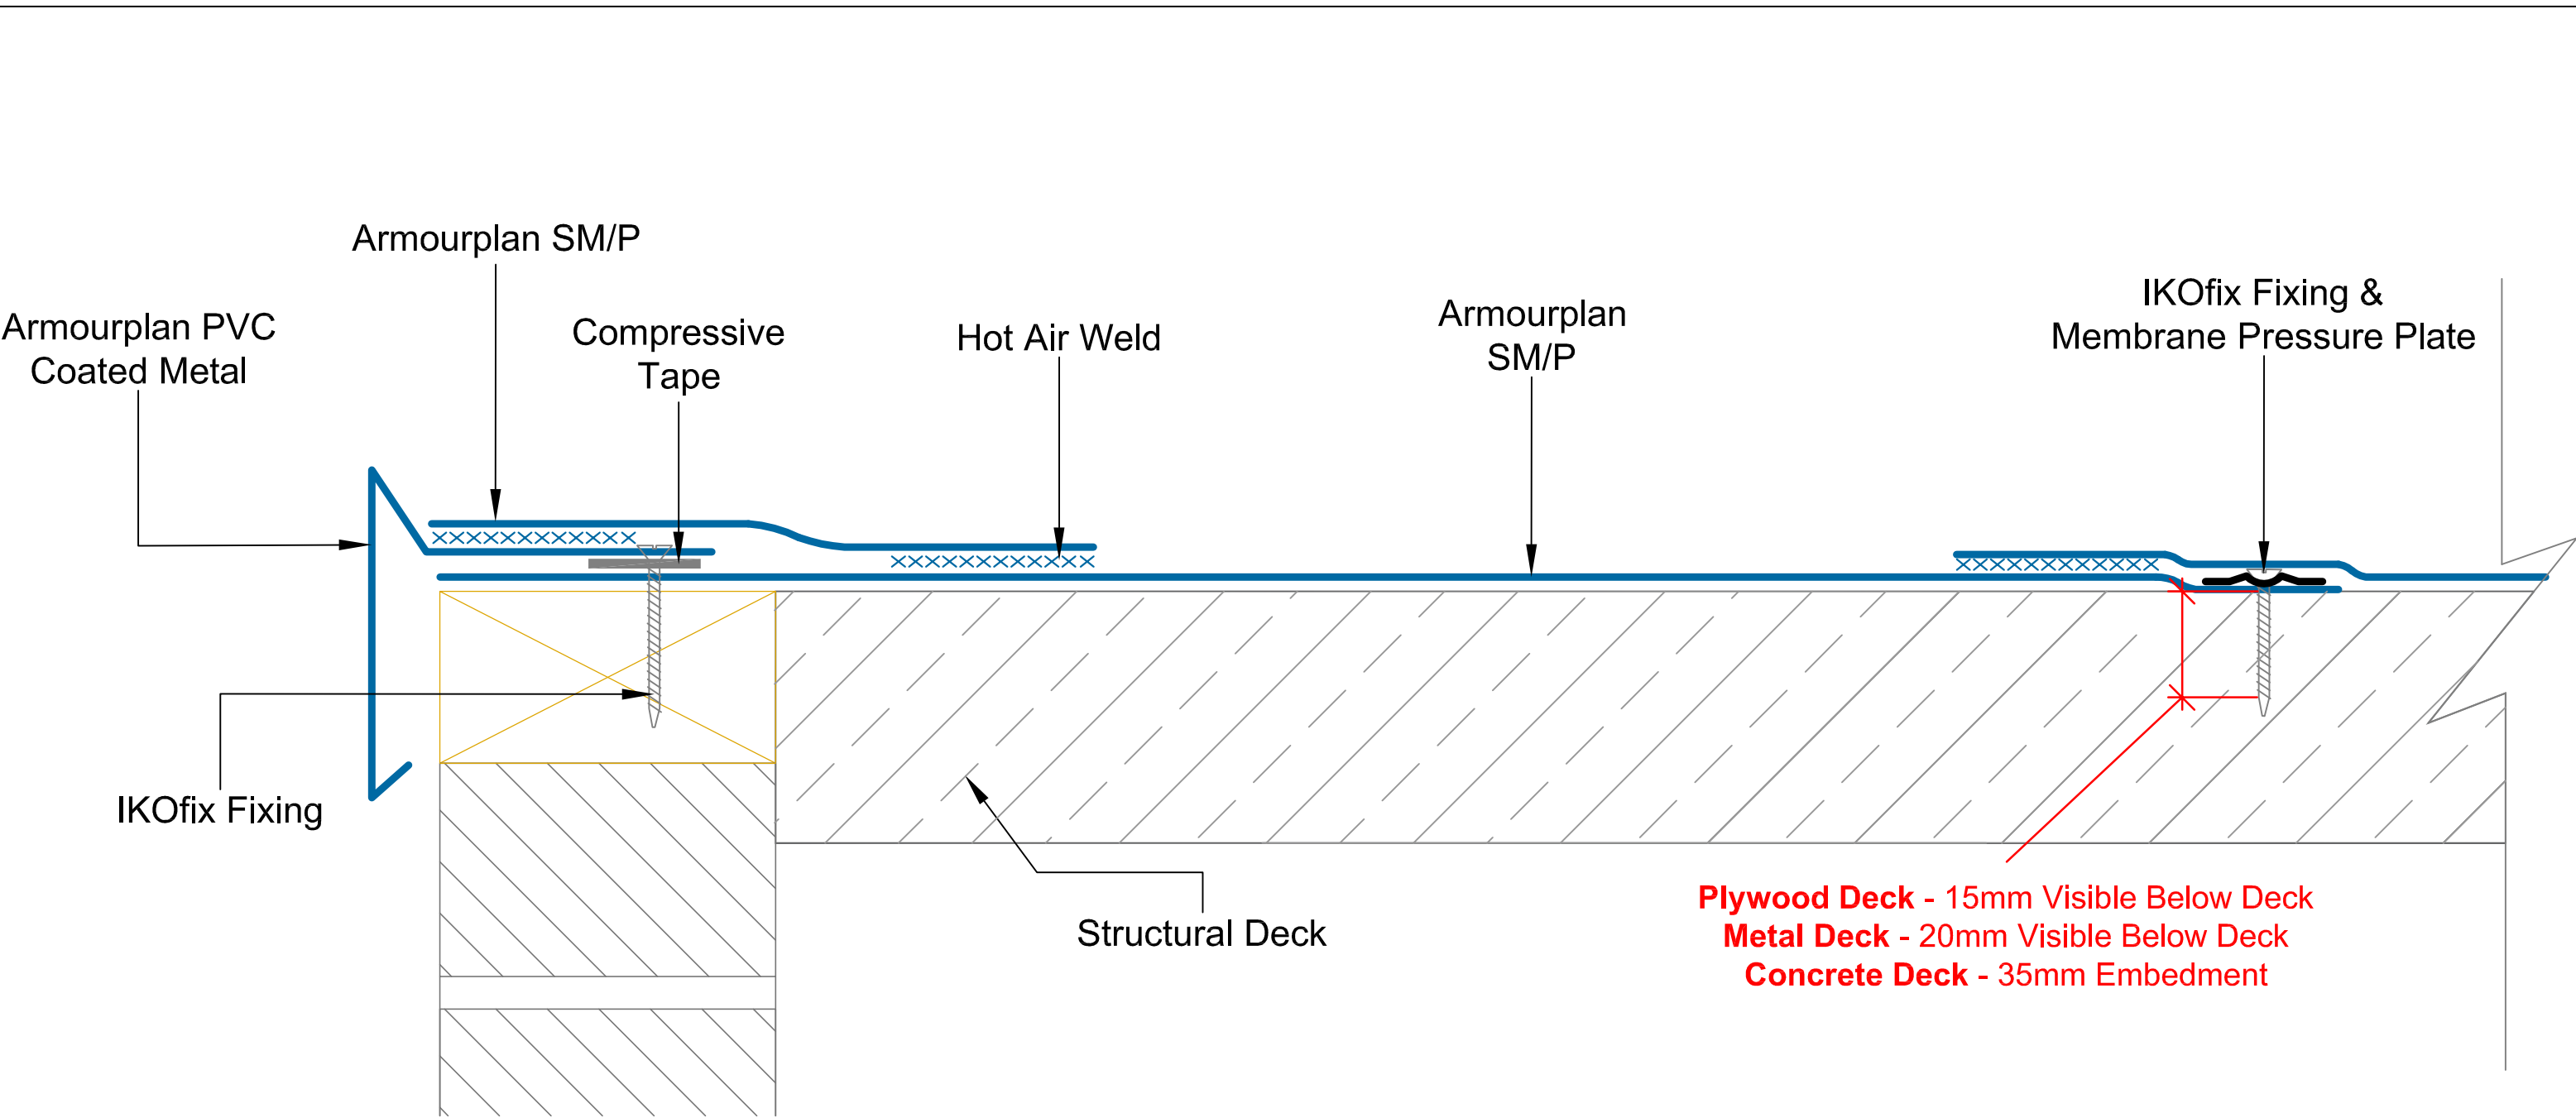 Armourplan SM/P
Armourplan PVC
Coated Metal
Compressive
Tape
Hot Air Weld
Armourplan
SM/P
IKOfix Fixing &
Membrane Pressure Plate
IKOfix Fixing
Structural Deck
Plywood Deck - 15mm Visible Below Deck
Metal Deck - 20mm Visible Below Deck
Concrete Deck - 35mm Embedment